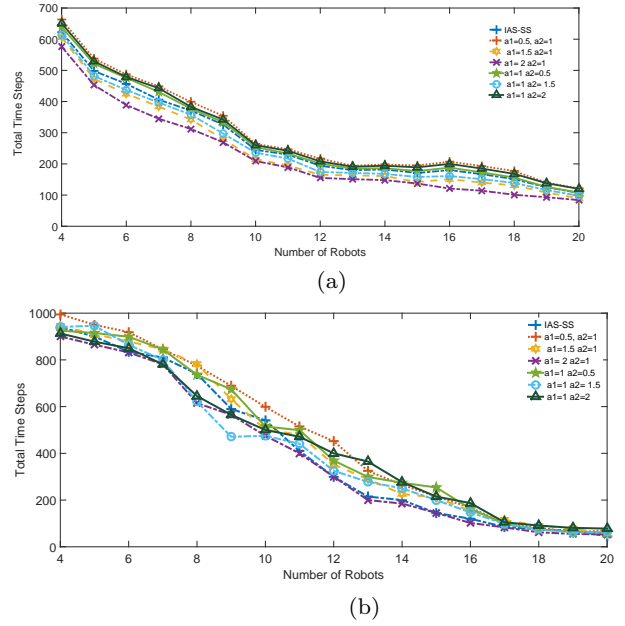 700
600
500
400
300
200
100
0
Total Time Steps
IAS-SS
a1=0.5, a2=1
a1=1.5 a2=1
a1= 2 a2=1
a1=1 a2=0.5
a1=1 a2= 1.5
a1=1 a2=2
4 6 8 10 12 14 16 18 20
Number of Robots
(a)
1000
800
600
400
200
0
Total Time Steps
IAS-SS
a1=0.5, a2=1
a1=1.5 a2=1
a1= 2 a2=1
a1=1 a2=0.5
a1=1 a2= 1.5
a1=1 a2=2
4 6 8 10 12 14 16 18 20
Number of Robots
(b)